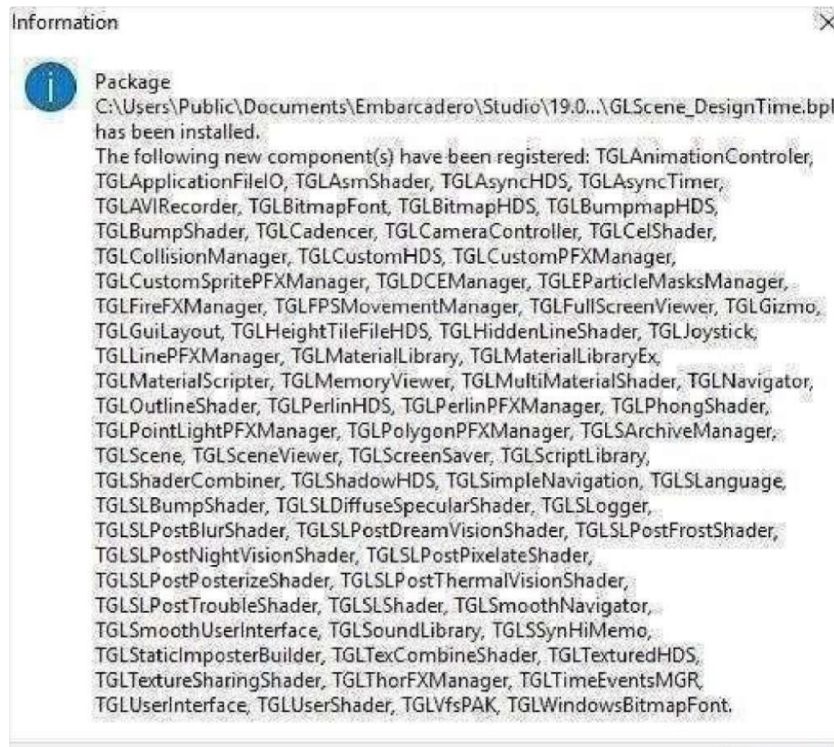 Information
i
Package
C:\Users\Public\Documents\Embarcadero\Studio\19.0...\GLScene_DesignTime.bpl
has been installed.
The following new component(s) have been registered: TGLAnimationControler,
TGLApplicationFileIO, TGLAsmShader, TGLAsyncHDS, TGLAsyncTimer,
TGLAVIRecorder, TGLBitmapFont, TGLBitmapHDS, TGLBumpmapHDS,
TGLBumpShader, TGLCadencer, TGLCameraController, TGLCelShader,
TGLCollisionManager, TGLCustomHDS, TGLCustomPFXManager,
TGLCustomSpritePFXManager, TGLDCEManager, TGLEParticleMasksManager,
TGLFireFXManager, TGLFPSMovementManager, TGLFullScreenViewer, TGLGizmo,
TGLGuiLayout, TGLHeightTileFileHDS, TGLHiddenLineShader, TGLJoystick,
TGLLinePFXManager, TGLMaterialLibrary, TGLMaterialLibraryEx,
TGLMaterialScripter, TGLMemoryViewer, TGLMultiMaterialShader, TGLNavigator,
TGLOutlineShader, TGLPerlinHDS, TGLPerlinPFXManager, TGLPhongShader,
TGLPointLightPFXManager, TGLPolygonPFXManager, TGLSArchiveManager,
TGLScene, TGLSceneViewer, TGLScreenSaver, TGLScriptLibrary,
TGLShaderCombiner, TGLShadowHDS, TGLSimpleNavigation, TGLSLanguage,
TGLSLBumpShader, TGLSLDiffuseSpecularShader, TGLSLogger,
TGLSLPostBlurShader, TGLSLPostDreamVisionShader, TGLSLPostFrostShader,
TGLSLPostNightVisionShader, TGLSLPostPixelateShader,
TGLSLPostPosterizeShader, TGLSLPostThermalVisionShader,
TGLSLPostTroubleShader, TGLSLShader, TGLSmoothNavigator,
TGLSmoothUserInterface, TGLSoundLibrary, TGLSSynHiMemo,
TGLStaticImposterBuilder, TGLTexCombineShader, TGLTexturedHDS,
TGLTextureSharingShader, TGLThorFXManager, TGLTimeEventsMGR,
TGLUserInterface, TGLUserShader, TGLVfsPAK, TGLWindowsBitmapFont.